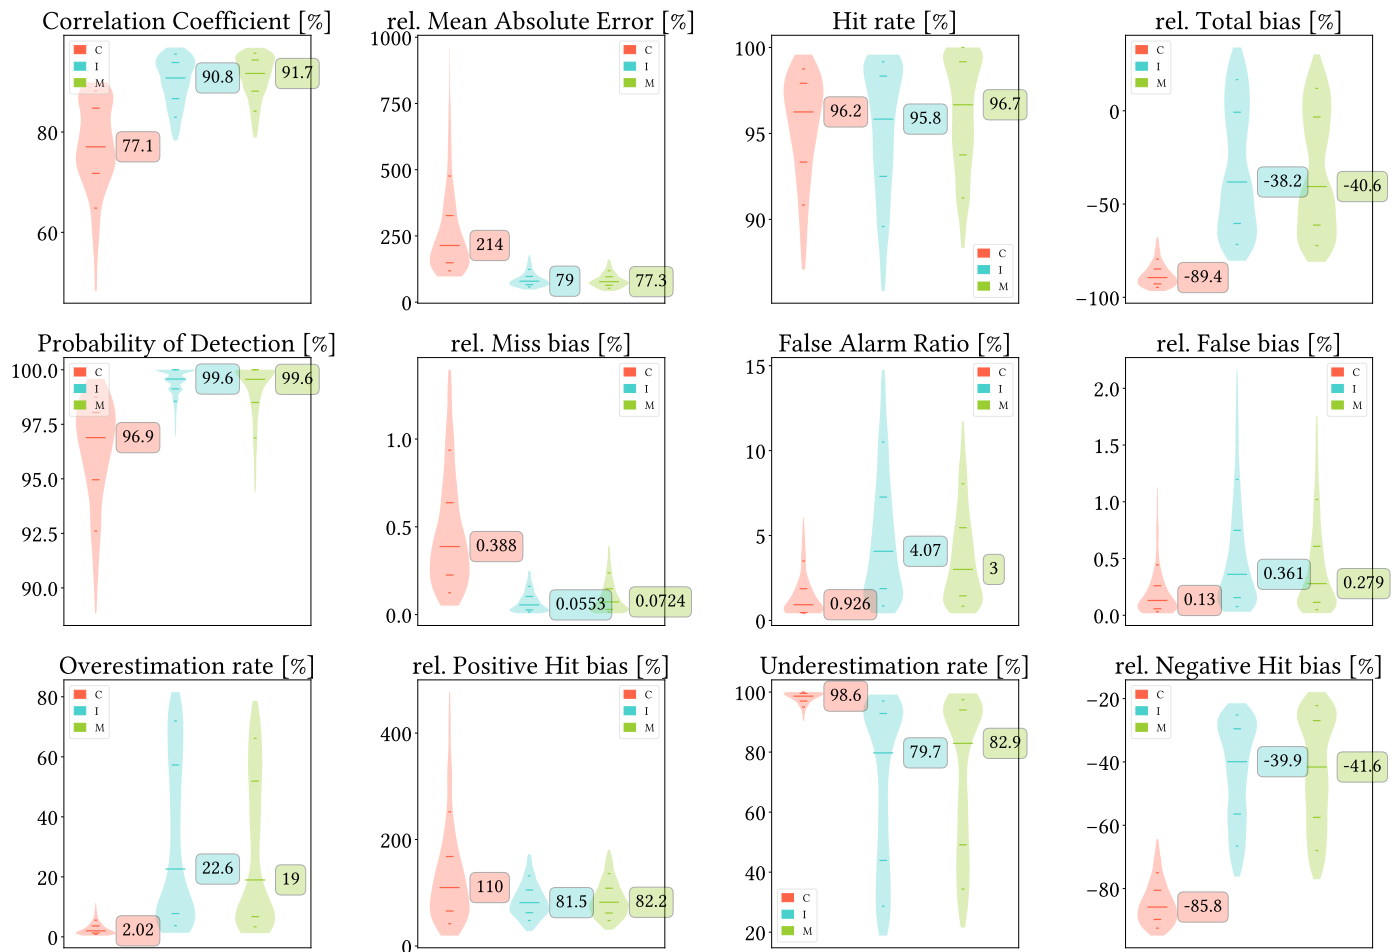 Correlation Coefficient [%]
C
I
M
80
60
77.1
90.8
91.7
rel. Mean Absolute Error [%]
C
I
M
1000
750
500
250
0
214
79
77.3
Hit rate [%]
100
95
90
96.2
95.8
96.7
C
I
M
rel. Total bias [%]
C
I
M
0
−50
−100
-89.4
-38.2
-40.6
Probability of Detection [%]
C
I
M
100.0
97.5
95.0
92.5
90.0
96.9
99.6
99.6
rel. Miss bias [%]
1.0
0.5
0.0
0.388
0.0553
0.0724
False Alarm Ratio [%]
C
I
M
15
10
5
0
0.926
4.07
3
rel. False bias [%]
C
I
M
2.0
1.5
1.0
0.5
0.0
0.13
0.361
0.279
Overestimation rate [%]
C
I
M
80
60
40
20
0
2.02
22.6
19
rel. Positive Hit bias [%]
C
I
M
400
200
0
110
81.5
82.2
Underestimation rate [%]
100
80
60
40
20
98.6
79.7
82.9
C
I
M
rel. Negative Hit bias [%]
C
I
M
−20
−40
−60
−80
-85.8
-39.9
-41.6